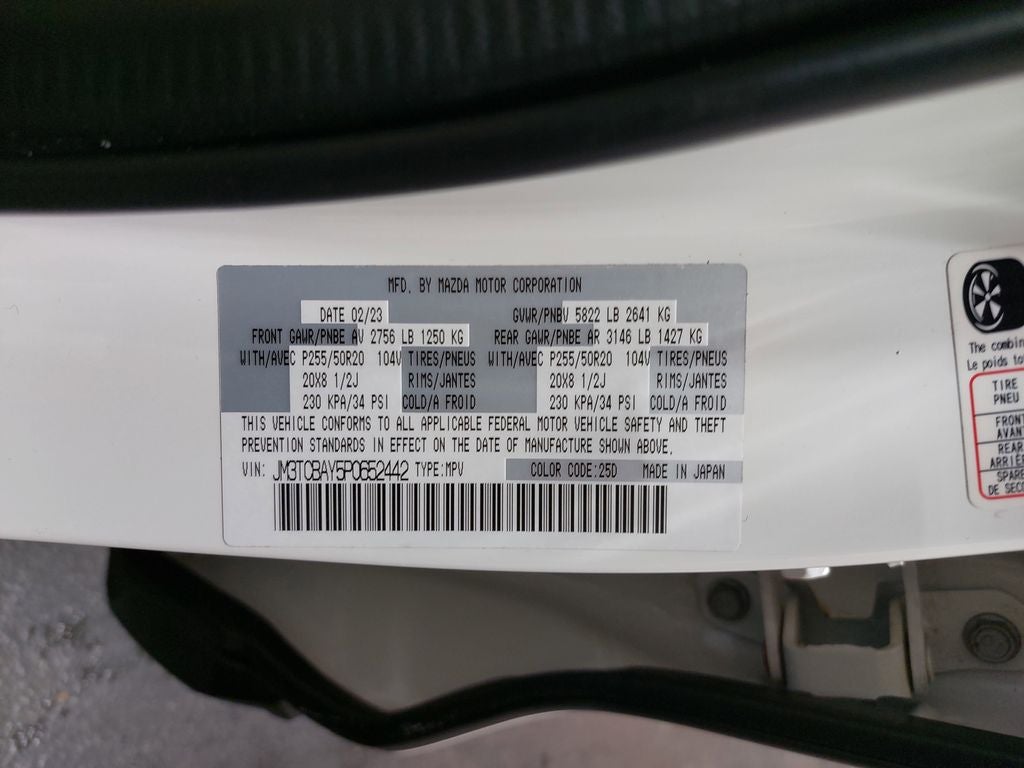 MFD. BY MAZDA MOTOR CORPORATION
DATE 02/23 GVWR/PNBV 5822 LB 2641 KG
FRONT GAWR/PNBE AV 2756 LB 1250 KG REAR GAWR/PNBE AR 3146 LB 1427 KG
WITH/AVEC P255/50R20 104V TIRES/PNEUS WITH/AVEC P255/50R20 104V TIRES/PNEUS
20X8 1/2J RIMS/JANTES 20X8 1/2J RIMS/JANTES
230 KPA/34 PSI COLD/A FROID 230 KPA/34 PSI COLD/A FROID
THIS VEHICLE CONFORMS TO ALL APPLICABLE FEDERAL MOTOR VEHICLE SAFETY AND THEFT
PREVENTION STANDARDS IN EFFECT ON THE DATE OF MANUFACTURE SHOWN ABOVE.
VIN: JM3TCBAY5P0652442 TYPE:MPV COLOR CODE:25D MADE IN JAPAN
The combin
Le poids to
TIRE
PNEU
FRONT
AVANT
REAR
ARRIÈR
SPARE
DE SECO